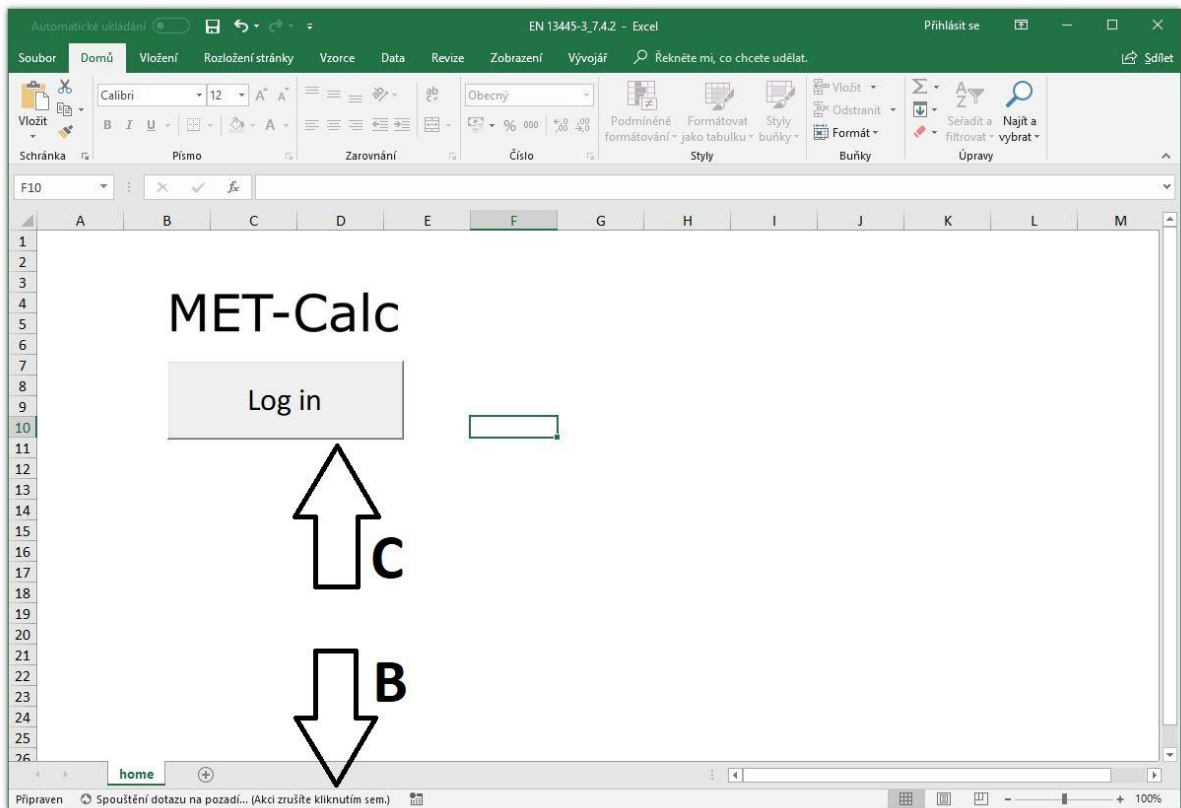 Automatické ukládání
EN 13445-3_7.4.2 - Excel
Přihlásit se
Soubor Domů Vložení Rozložení stránky Vzorce Data Revize Zobrazení Vývojář Řekněte mi, co chcete udělat. Sdílet
Vložit
Calibri 12 A A
B I U A
ab
Obecný
% 000
Podmíněné formátování
Formátovat jako tabulku
Styly buňky
Vložit
Odstranit
Formát
Seřadit a filtrovat
Najít a vybrat
Schránka Písmo Zarovnání Číslo Styly Buňky Úpravy
F10 fx
A B C D E F G H I J K L M
1
2
3
4
5
6
7
8
9
10
11
12
13
14
15
16
17
18
19
20
21
22
23
24
25
26
MET-Calc
Log in
C
B
home
Připraven Spouštění dotazu na pozadí... (Akci zrušíte kliknutím sem.) 100%